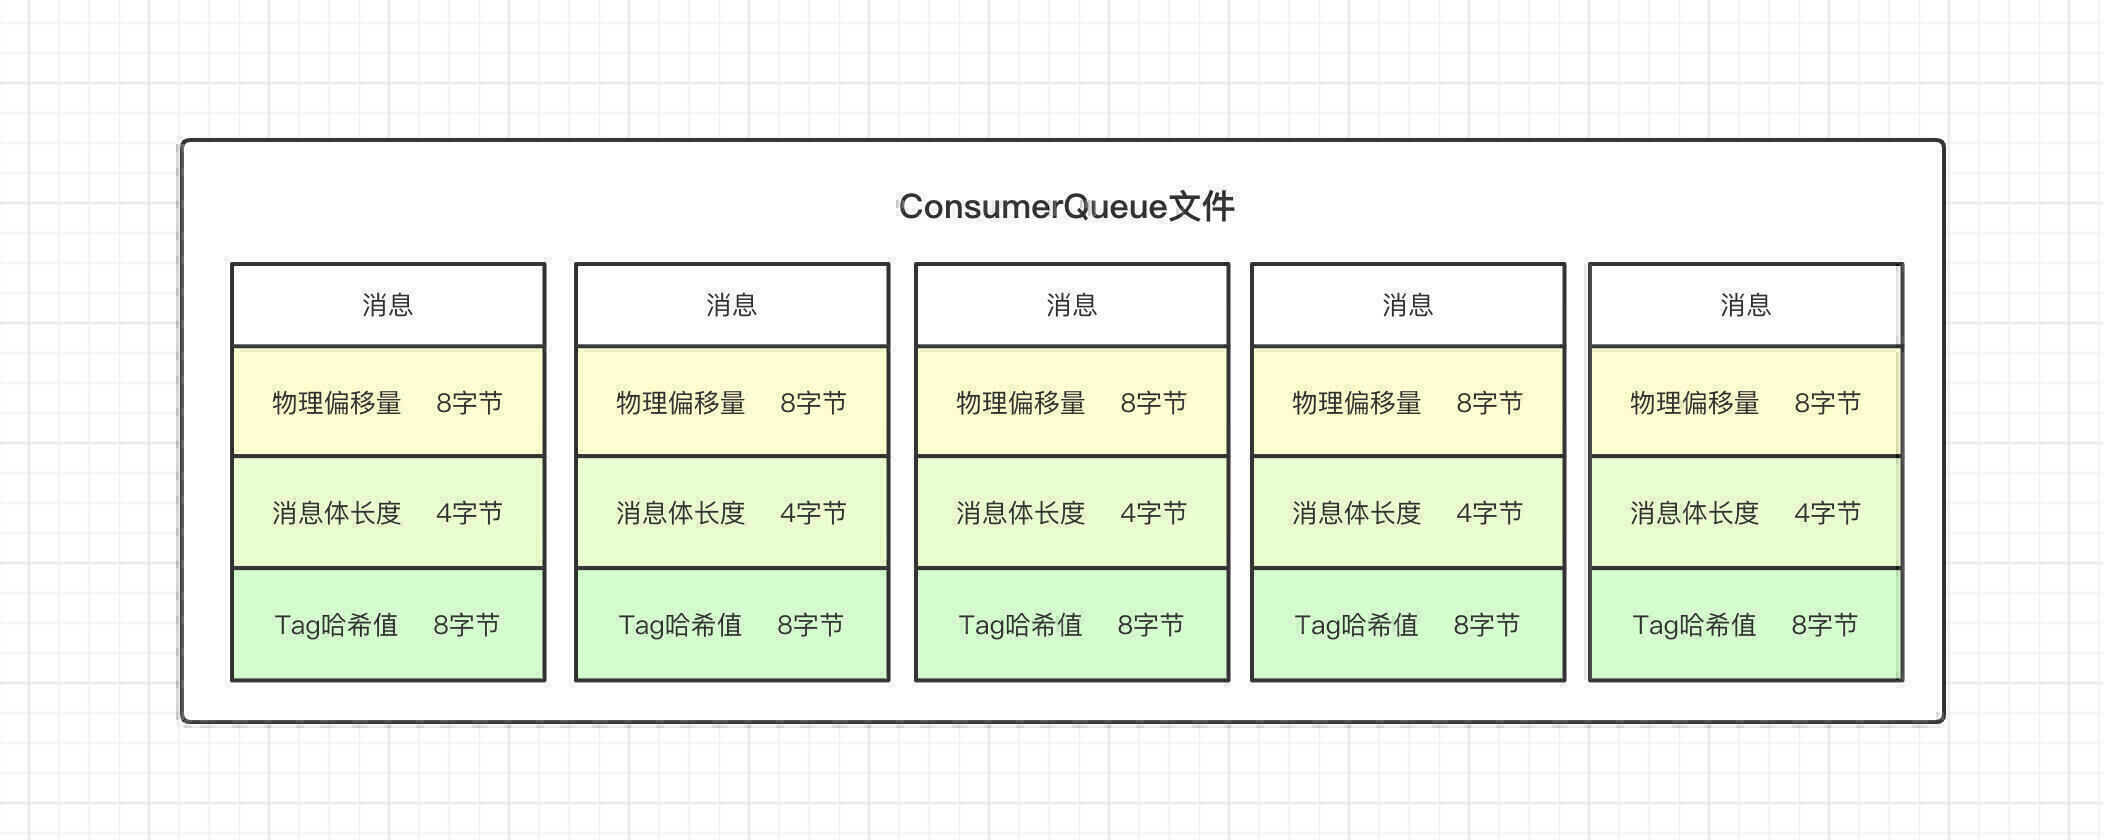 ConsumerQueue文件
消息 消息 消息 消息 消息
物理偏移量 8字节 物理偏移量 8字节 物理偏移量 8字节 物理偏移量 8字节 物理偏移量 8字节
消息体长度 4字节 消息体长度 4字节 消息体长度 4字节 消息体长度 4字节 消息体长度 4字节
Tag哈希值 8字节 Tag哈希值 8字节 Tag哈希值 8字节 Tag哈希值 8字节 Tag哈希值 8字节